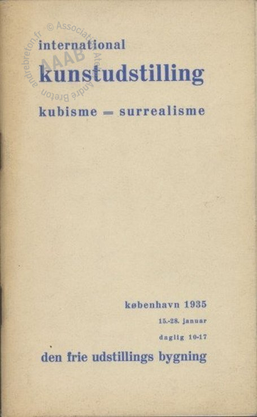 international
kunstudstilling
kubisme = surrealisme
københavn 1935
15.-28. januar
daglig 10-17
den frie udstillings bygning